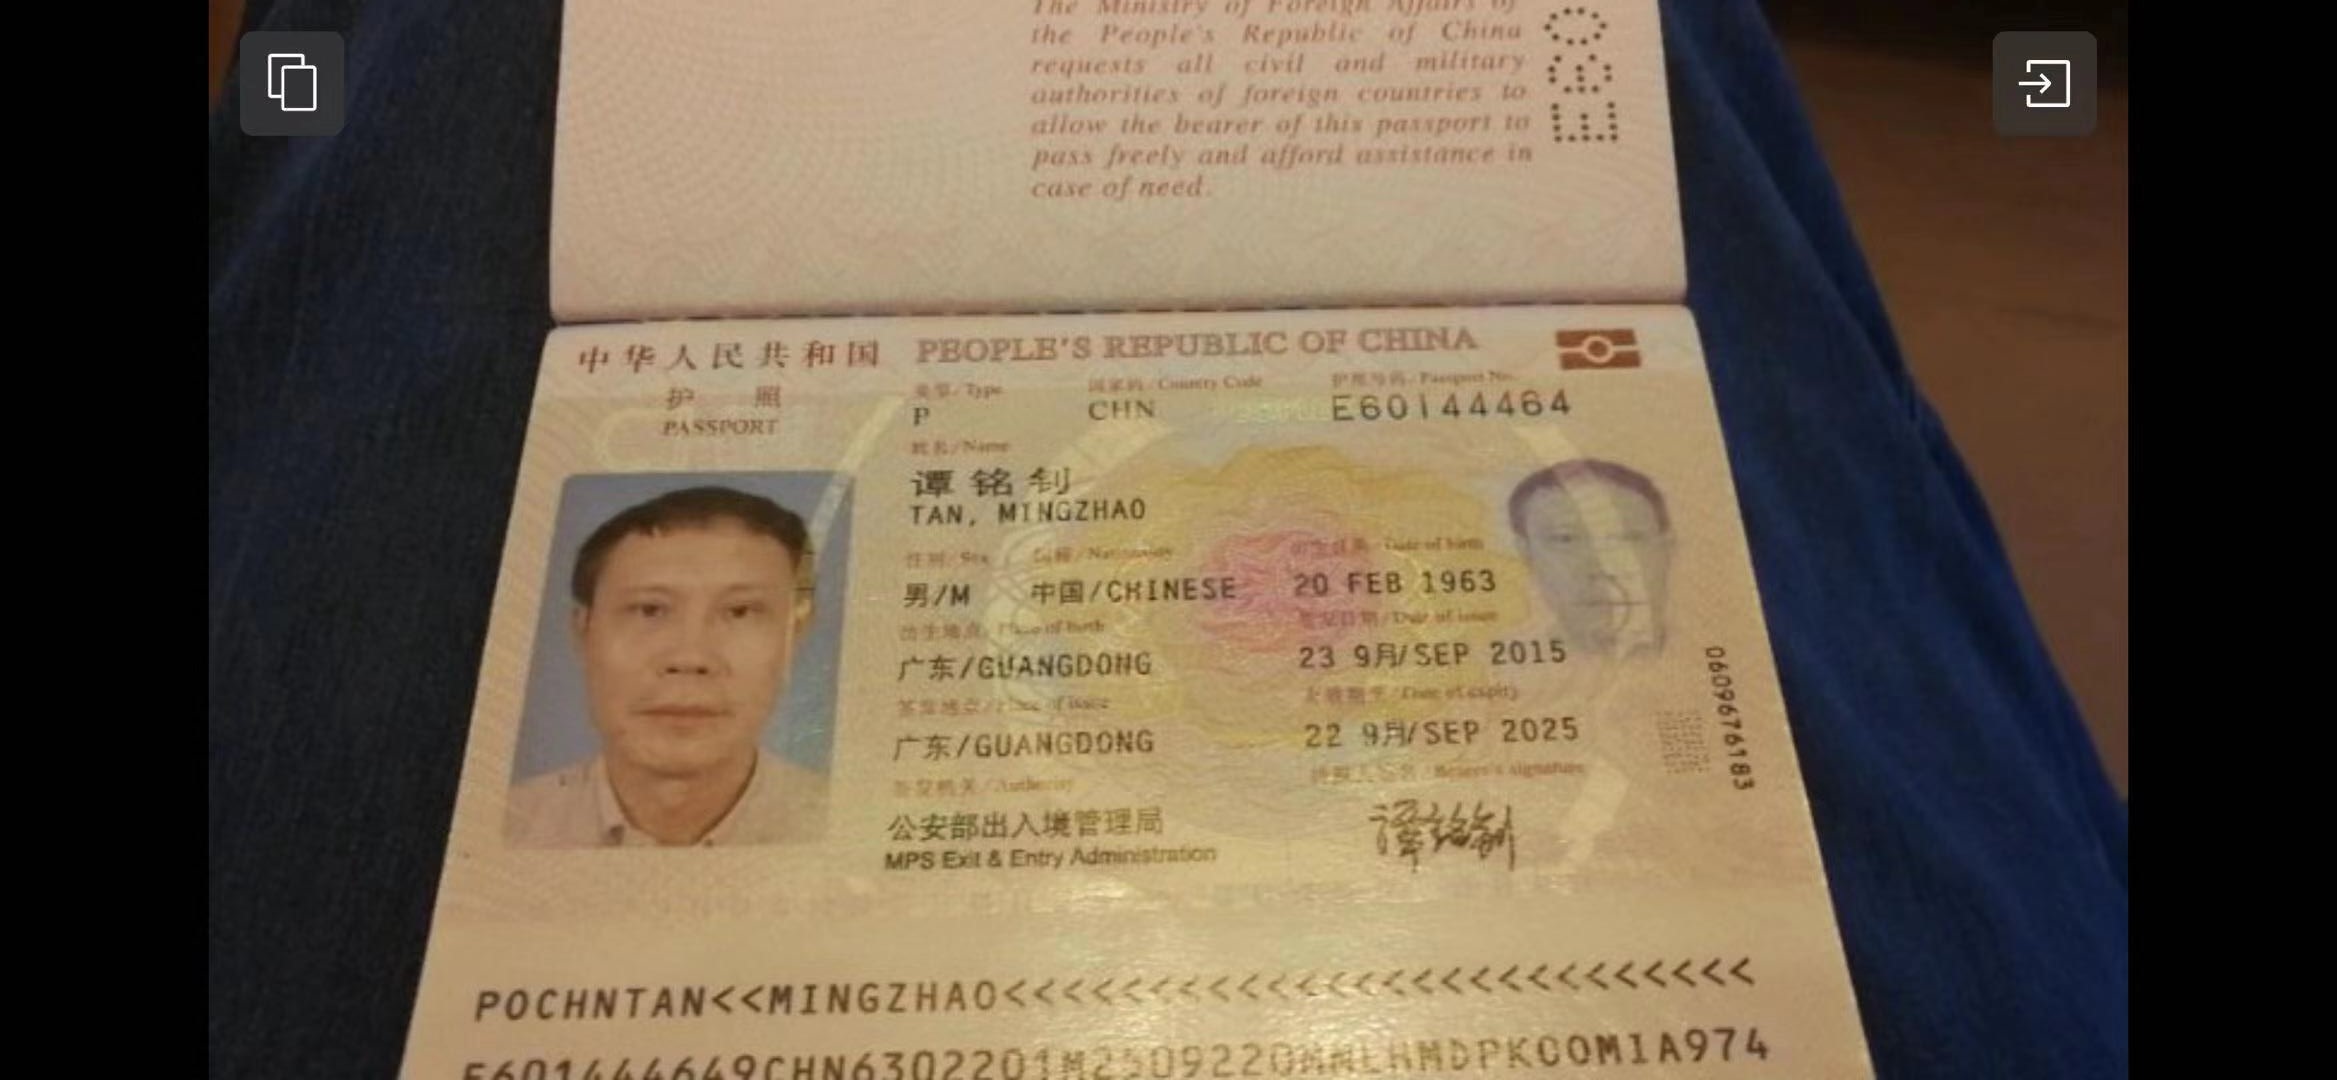 The Ministry of Foreign Affairs of
the People's Republic of China
requests all civil and military
authorities of foreign countries to
allow the bearer of this passport to
pass freely and afford assistance in
case of need.
E60
中华人民共和国 PEOPLE'S REPUBLIC OF CHINA
护照
PASSPORT
类型/Type 国家码/Country Code 护照号码/Passport No.
P CHN E60144464
姓名/Name
谭铭钊
TAN, MINGZHAO
性别/Sex 国籍/Nationality 出生日期/Date of birth
男/M 中国/CHINESE 20 FEB 1963
出生地点/Place of birth 签发日期/Date of issue
广东/GUANGDONG 23 9月/SEP 2015
签发地点/Place of issue 有效期至/Date of expiry
广东/GUANGDONG 22 9月/SEP 2025
签发机关/Authority 持照人签名/Bearer's signature
公安部出入境管理局
MPS Exit & Entry Administration
谭铭钊
0609676183
POCHNTAN<<MINGZHAO<<<<<<<<<<<<<<<<<<<<<<<<<<